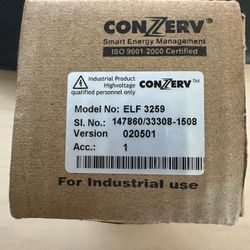 CONZERV
Smart Energy Management
ISO 9001-2000 Certified
Industrial Product
Highvoltage
qualified personnel only
CONZERV™
Model No: ELF 3259
Sl. No.: 147860/33308-1508
Version 020501
Acc.: 1
For Industrial use